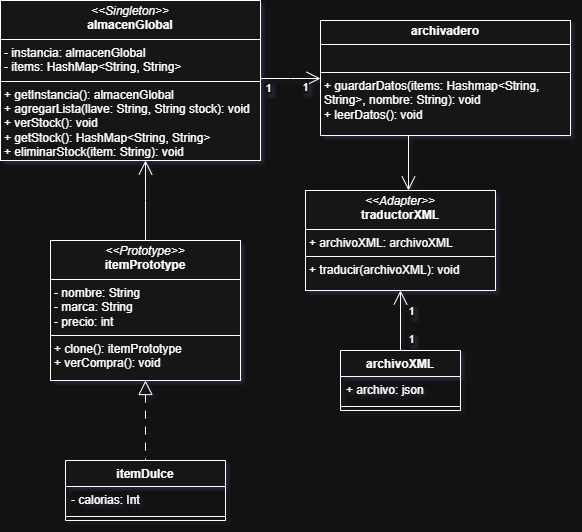 <<Singleton>>
almacenGlobal
- instancia: almacenGlobal
- items: HashMap<String, String>
+ getInstancia(): almacenGlobal
+ agregarLista(llave: String, String stock): void
+ verStock(): void
+ getStock(): HashMap<String, String>
+ eliminarStock(item: String): void
1
1
archivadero
+ guardarDatos(items: Hashmap<String,
String>, nombre: String): void
+ leerDatos(): void
<<Adapter>>
traductorXML
+ archivoXML: archivoXML
+ traducir(archivoXML): void
1
1
archivoXML
+ archivo: json
<<Prototype>>
itemPrototype
- nombre: String
- marca: String
- precio: int
+ clone(): itemPrototype
+ verCompra(): void
itemDulce
- calorias: Int